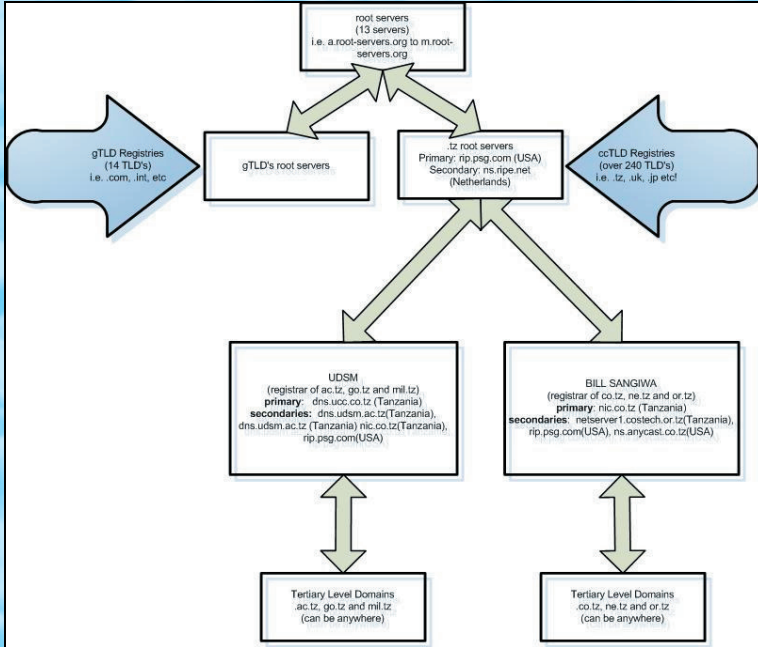 root servers
(13 servers)
i.e. a.root-servers.org to m.root-
servers.org
gTLD Registries
(14 TLD's)
i.e. .com, .int, etc
gTLD's root servers
.tz root servers
Primary: rip.psg.com (USA)
Secondary: ns.ripe.net
(Netherlands)
ccTLD Registries
(over 240 TLD's)
i.e. .tz, .uk, .jp etc!
UDSM
(registrar of ac.tz, go.tz and mil.tz)
primary: dns.ucc.co.tz (Tanzania)
secondaries: dns.udsm.ac.tz(Tanzania),
dns.udsm.ac.tz (Tanzania) nic.co.tz(Tanzania),
rip.psg.com(USA)
BILL SANGIWA
(registrar of co.tz, ne.tz and or.tz)
primary: nic.co.tz (Tanzania)
secondaries: netserver1.costech.or.tz(Tanzania),
rip.psg.com(USA), ns.anycast.co.tz(USA)
Tertiary Level Domains
.ac.tz, go.tz and mil.tz
(can be anywhere)
Tertiary Level Domains
.co.tz, ne.tz and or.tz
(can be anywhere)